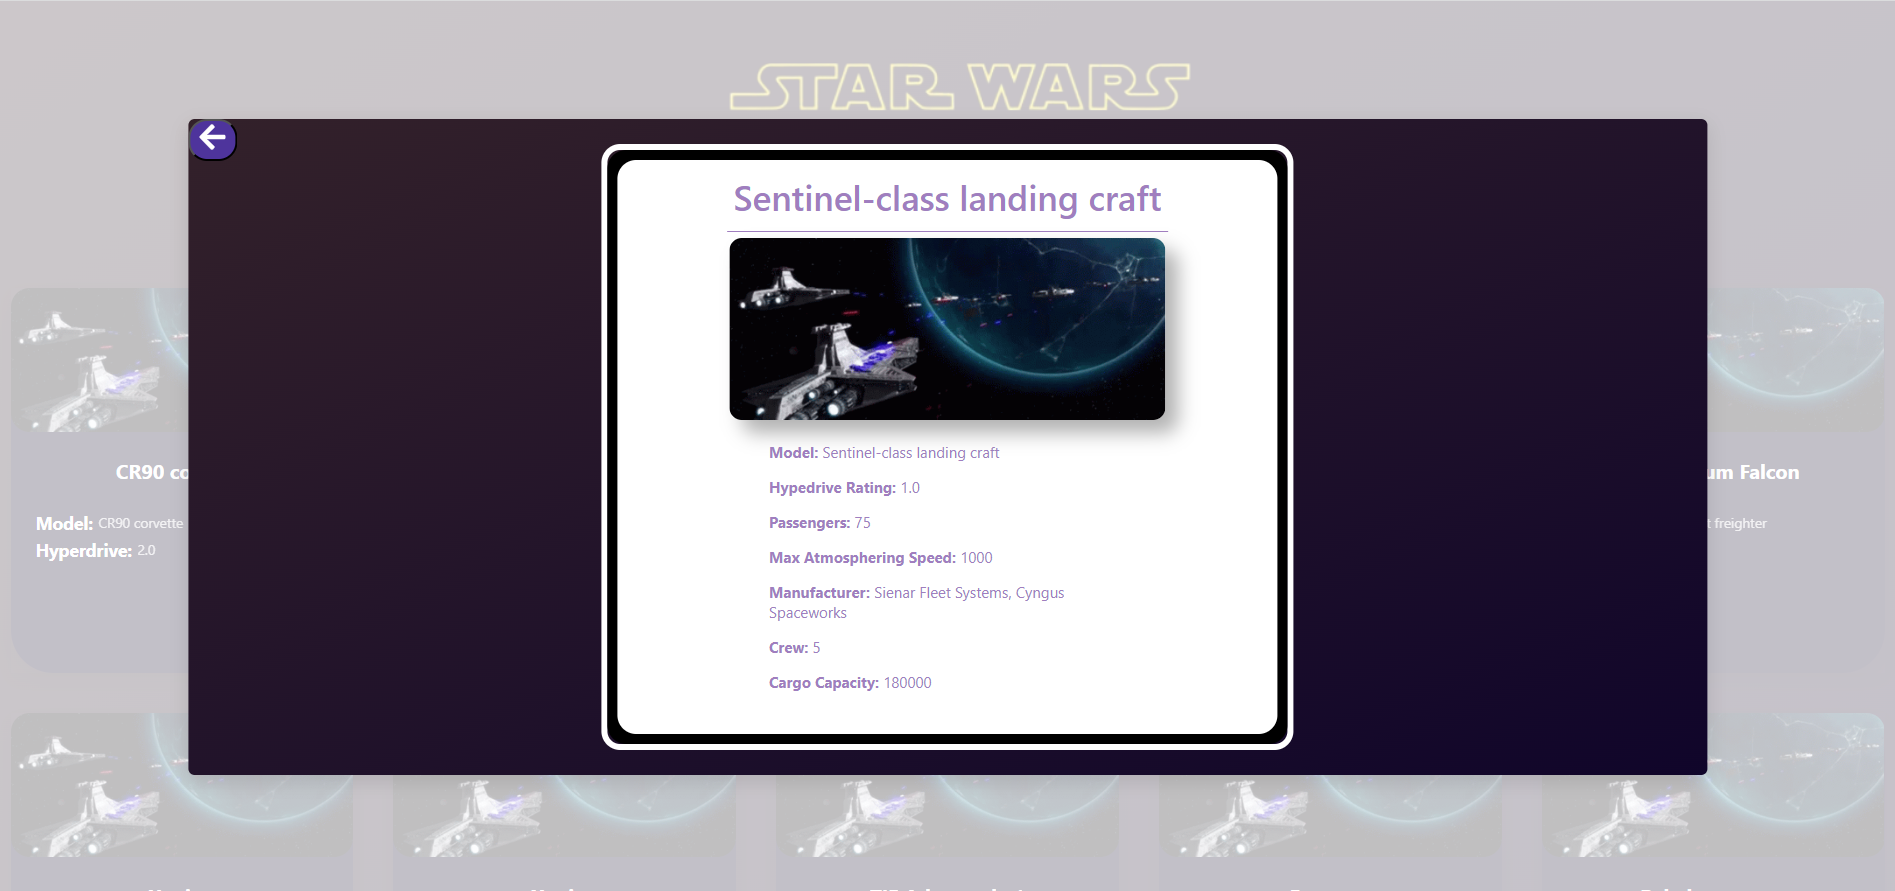 STAR WARS
Sentinel-class landing craft
Model: Sentinel-class landing craft
Hypedrive Rating: 1.0
Passengers: 75
Max Atmosphering Speed: 1000
Manufacturer: Sienar Fleet Systems, Cyngus
Spaceworks
Crew: 5
Cargo Capacity: 180000
CR90 co
Model: CR90 corvette
Hyperdrive: 2.0
um Falcon
t freighter